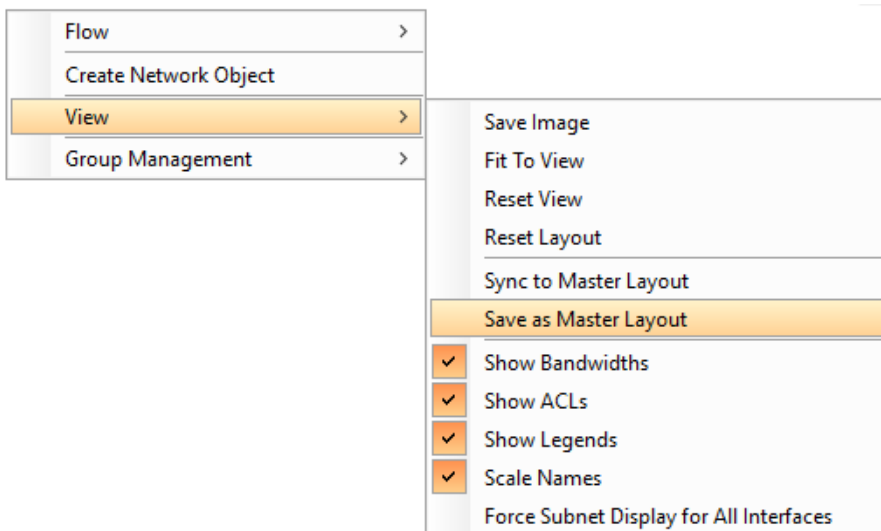 Flow
Create Network Object
View
Group Management
Save Image
Fit To View
Reset View
Reset Layout
Sync to Master Layout
Save as Master Layout
Show Bandwidths
Show ACLs
Show Legends
Scale Names
Force Subnet Display for All Interfaces